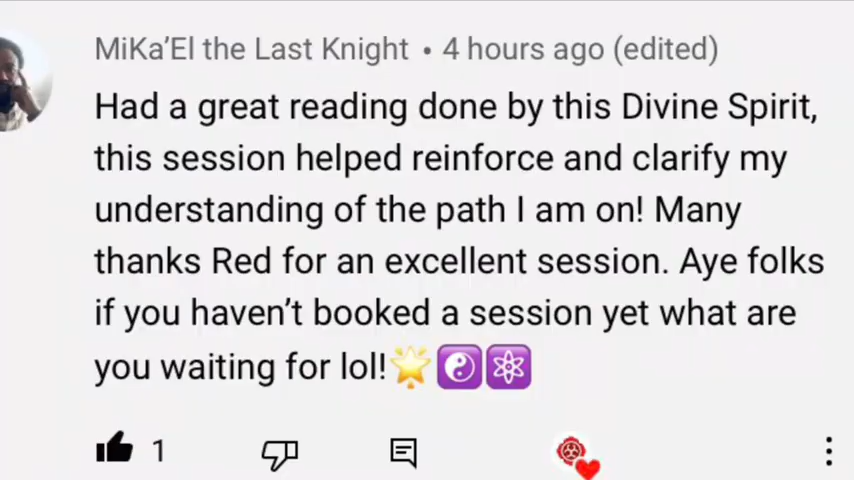 MiKa'El the Last Knight • 4 hours ago (edited)
Had a great reading done by this Divine Spirit,
this session helped reinforce and clarify my
understanding of the path I am on! Many
thanks Red for an excellent session. Aye folks
if you haven't booked a session yet what are
you waiting for lol!🌟☯️⚛️
1